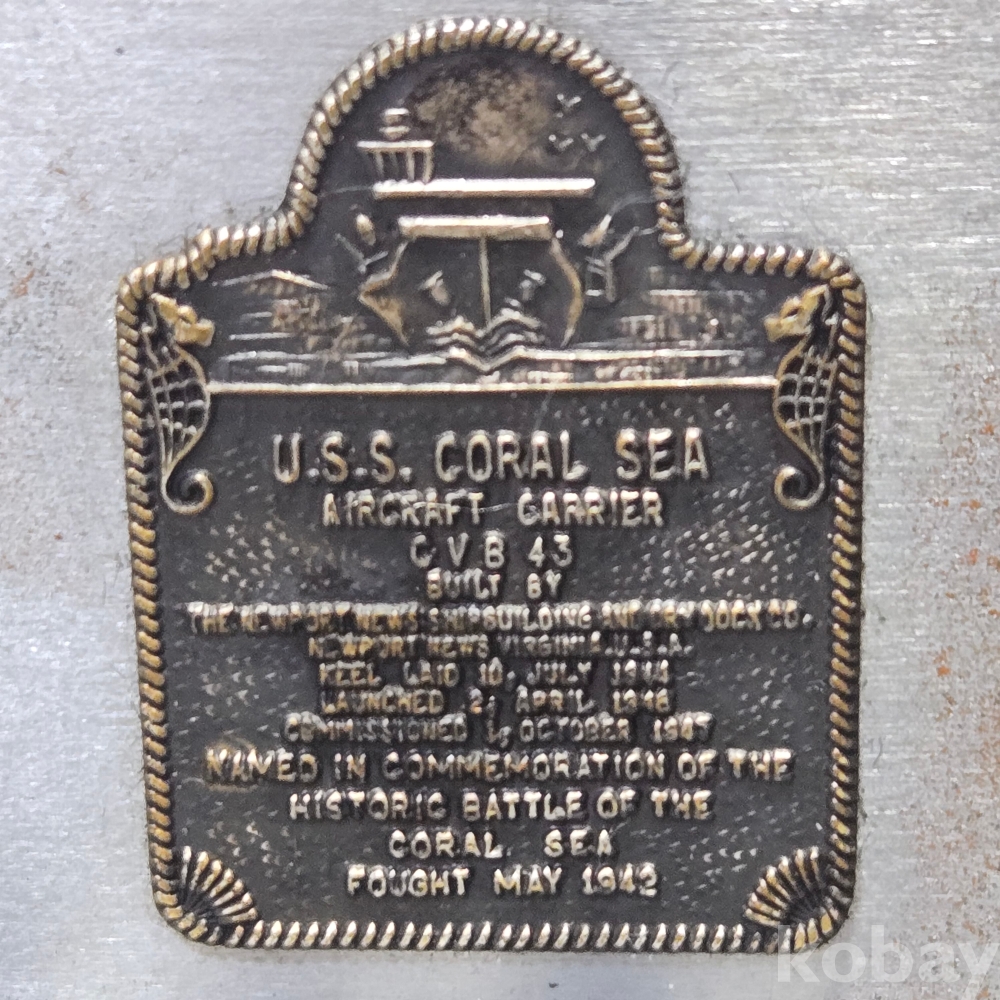 U.S.S. CORAL SEA
AIRCRAFT CARRIER
C.V.B 43
BUILT BY
THE NEWPORT NEWS SHIPBUILDING AND DRY DOCK CO.
NEWPORT NEWS VIRGINIA.U.S.A.
KEEL LAID 10, JULY 1944
LAUNCHED 2, APRIL 1946
COMMISSIONED 1, OCTOBER 1947
NAMED IN COMMEMORATION OF THE
HISTORIC BATTLE OF THE
CORAL SEA
FOUGHT MAY 1942
kobay